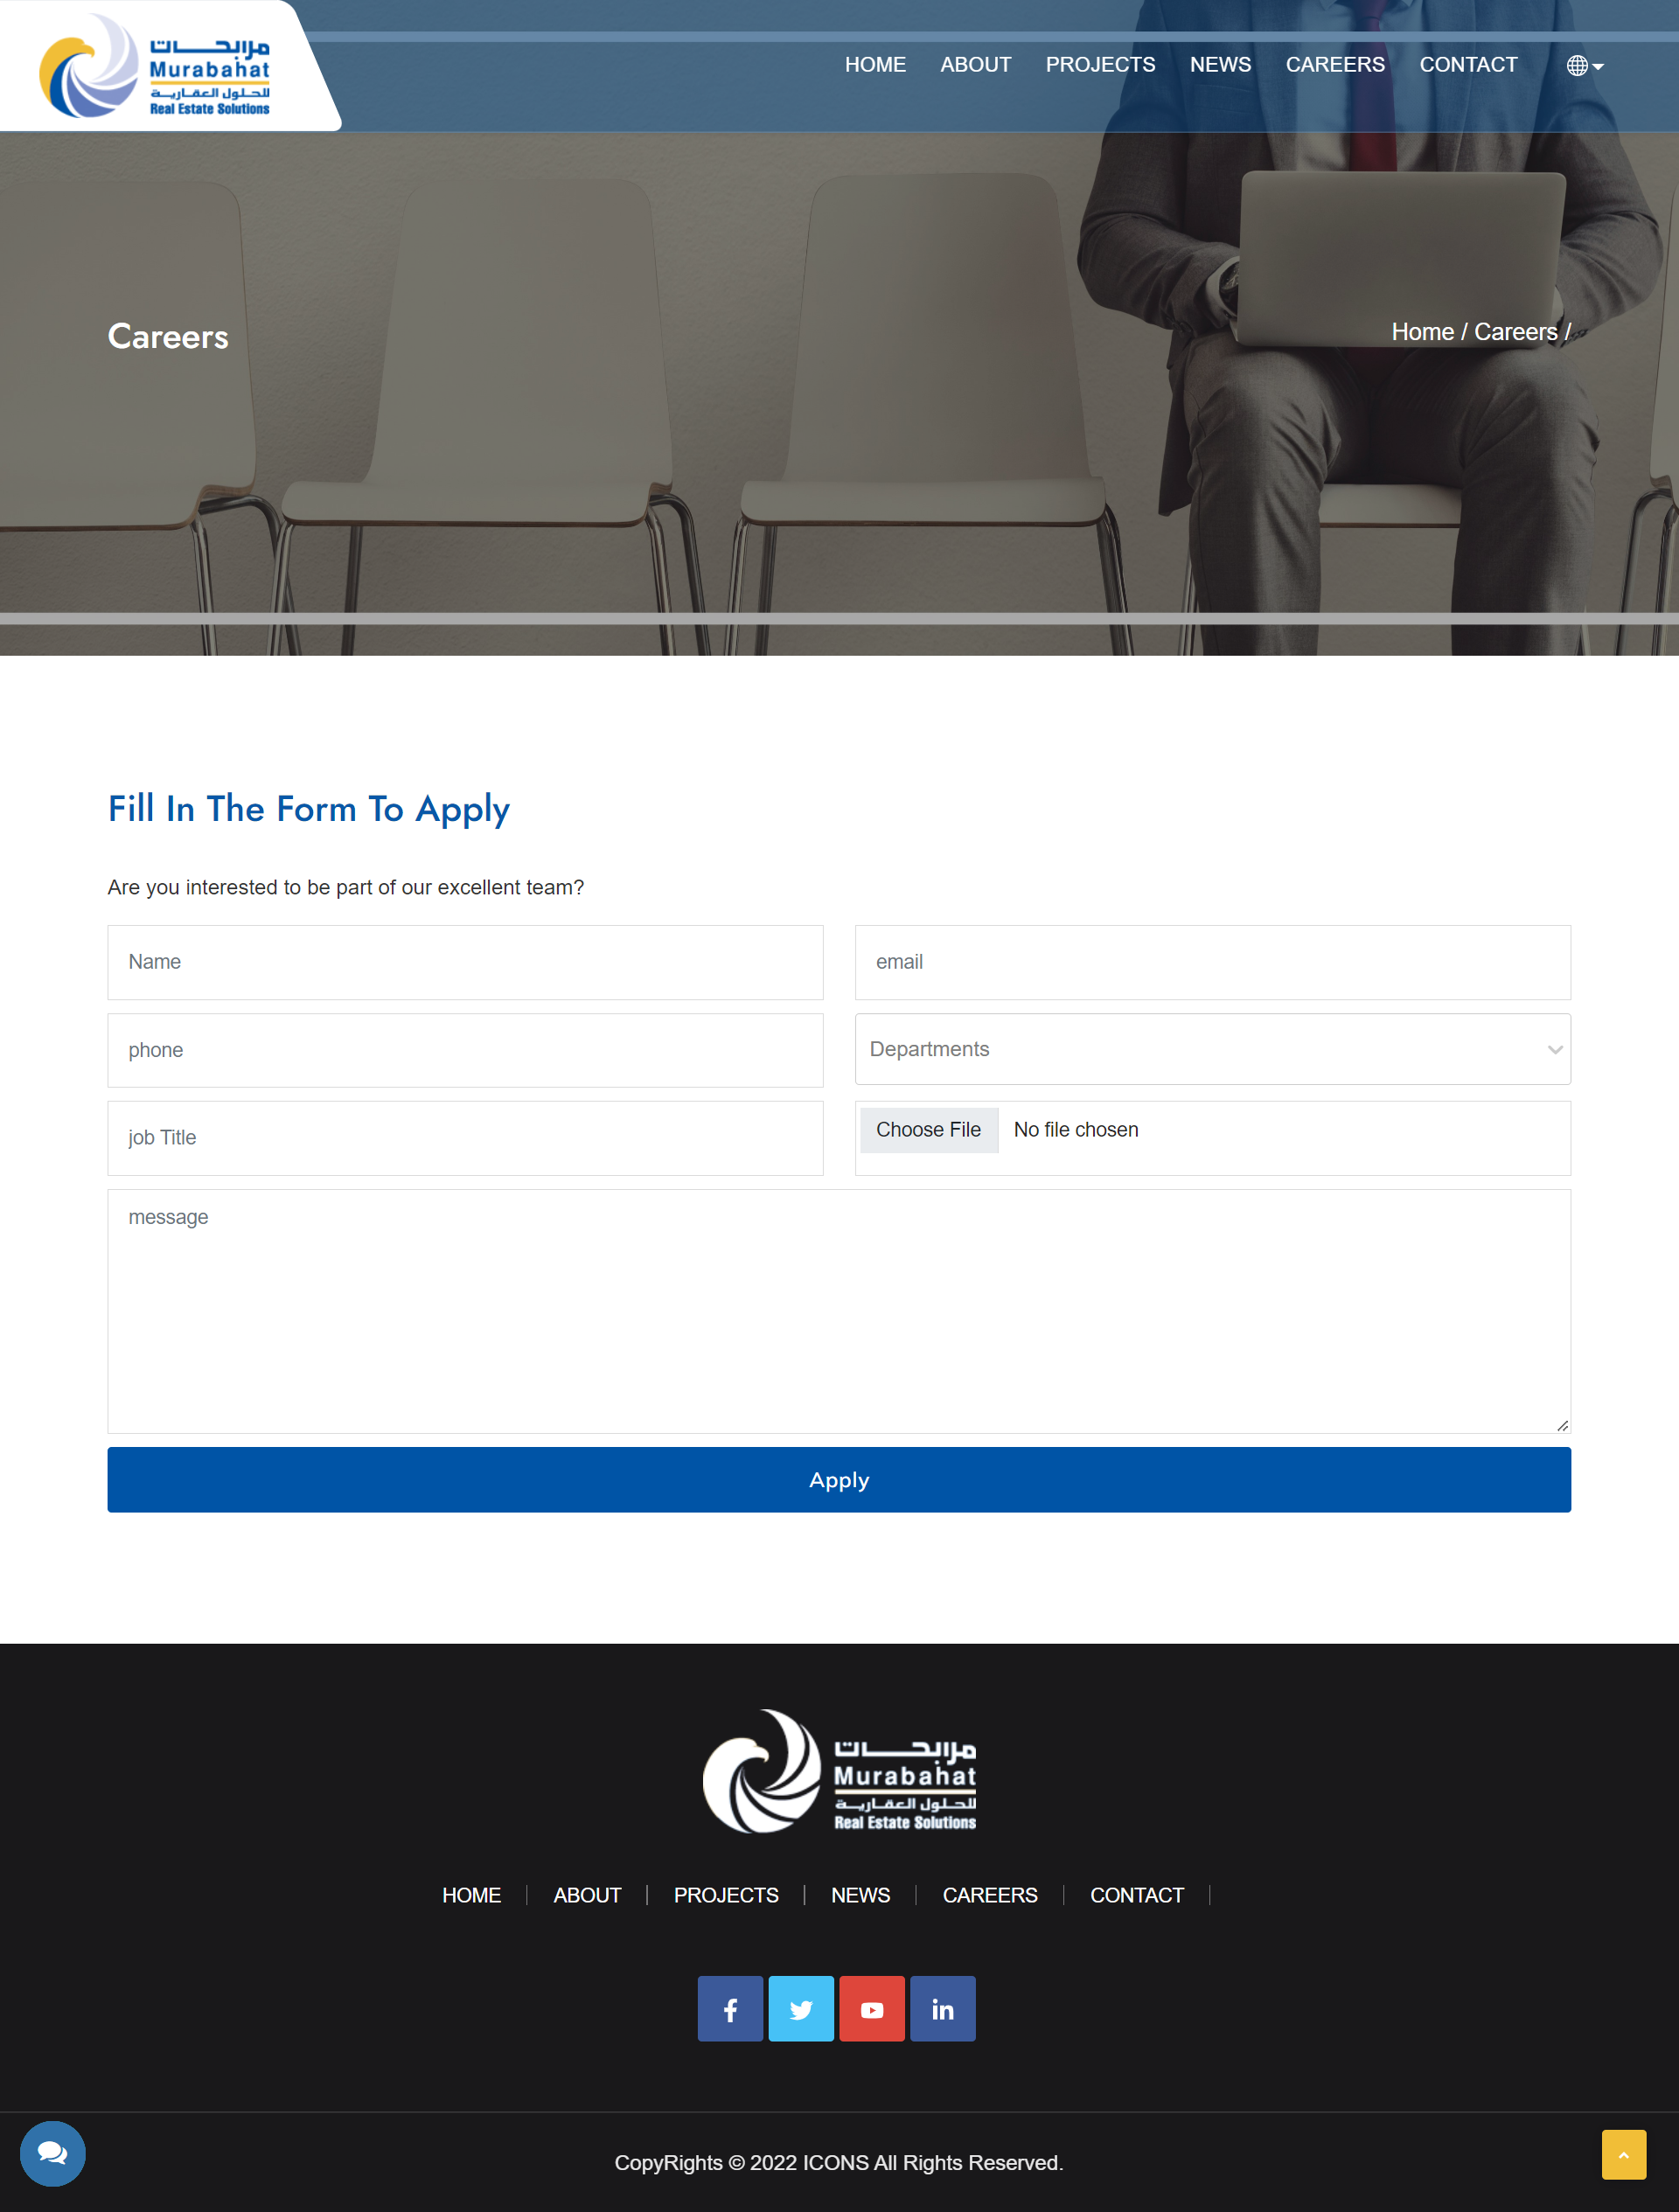 مرابحات
Murabahat
للحلول العقارية
Real Estate Solutions
HOME ABOUT PROJECTS NEWS CAREERS CONTACT
Careers
Home / Careers /
Fill In The Form To Apply
Are you interested to be part of our excellent team?
Name email
phone Departments
job Title Choose File No file chosen
message
Apply
مرابحات
Murabahat
للحلول العقارية
Real Estate Solutions
HOME ABOUT PROJECTS NEWS CAREERS CONTACT
CopyRights © 2022 ICONS All Rights Reserved.